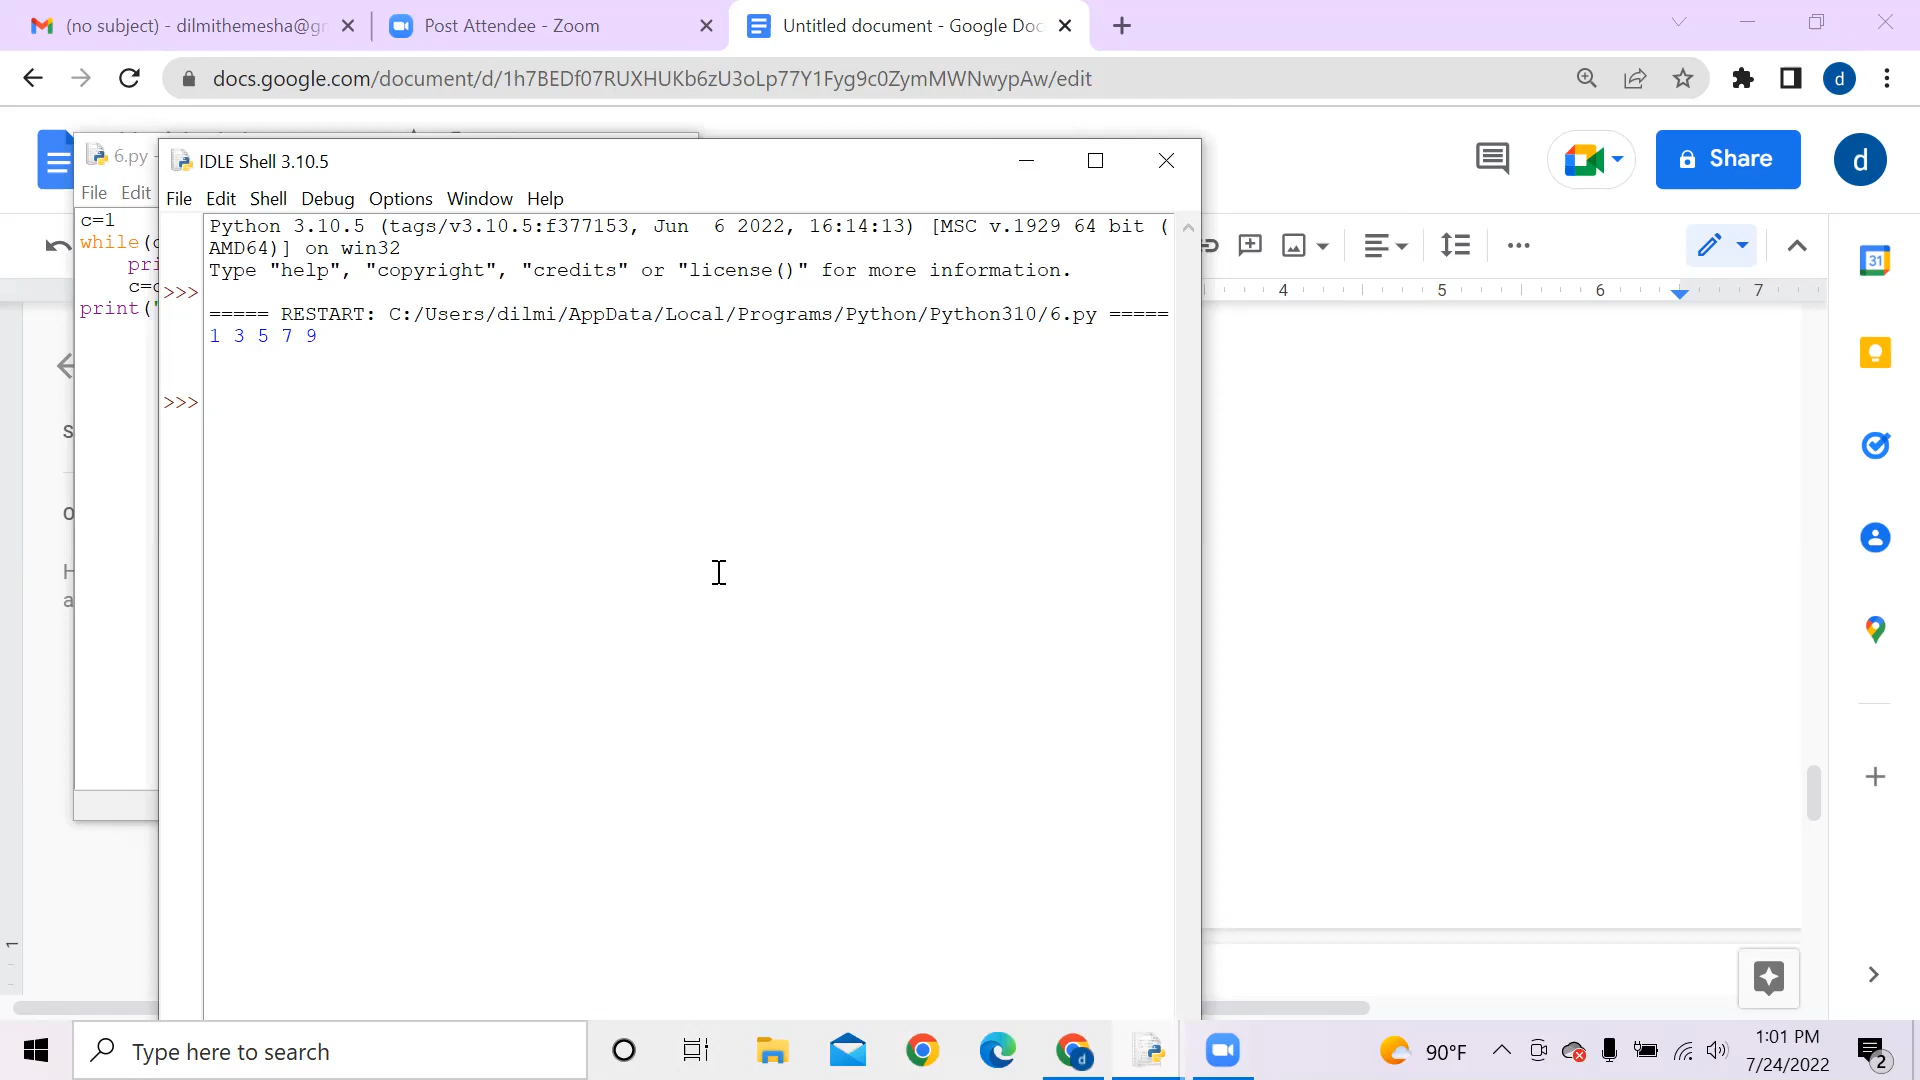 (no subject) - dilmithemesha@gr
Post Attendee - Zoom
Untitled document - Google Doc
docs.google.com/document/d/1h7BEDf07RUXHUKb6zU3oLp77Y1Fyg9c0ZymMWNwypAw/edit
d
6.py -
File Edit
c=1
while(c
pri
c=c
print("
IDLE Shell 3.10.5
File Edit Shell Debug Options Window Help
Python 3.10.5 (tags/v3.10.5:f377153, Jun  6 2022, 16:14:13) [MSC v.1929 64 bit (
AMD64)] on win32
Type "help", "copyright", "credits" or "license()" for more information.
>>>
===== RESTART: C:/Users/dilmi/AppData/Local/Programs/Python/Python310/6.py =====
1 3 5 7 9
>>>
Share
d
4 5 6 7
31
S
O
H
a
1
Type here to search
d
90°F
1:01 PM
7/24/2022
2